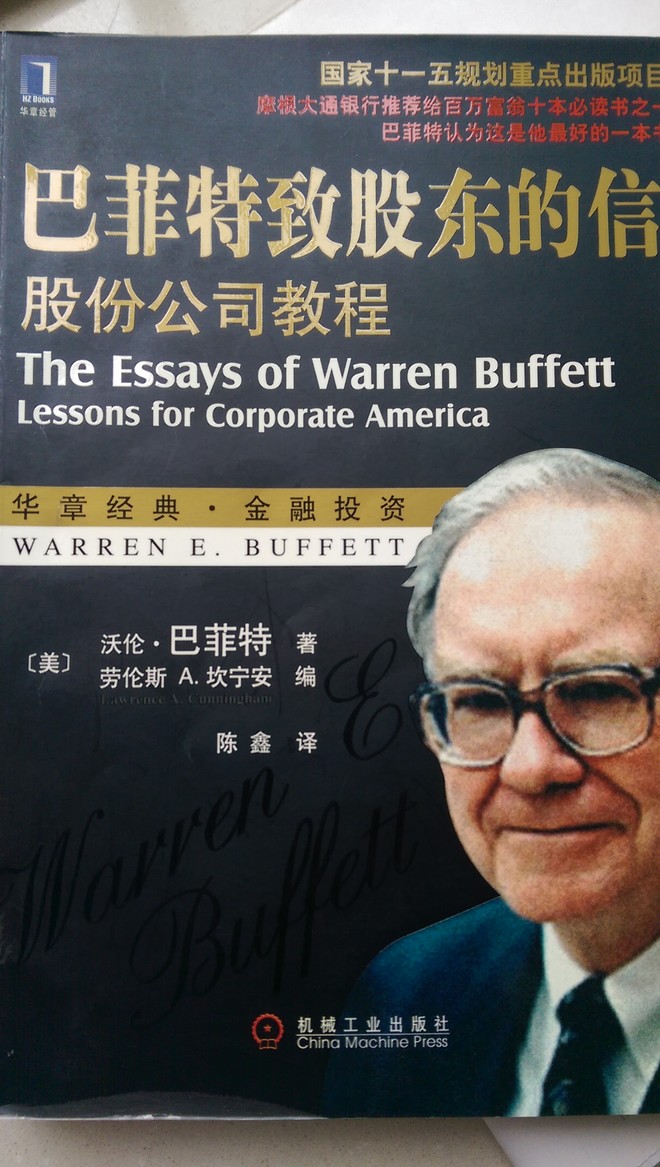 HZ BOOKS
华章经管
国家十一五规划重点出版项目
摩根大通银行推荐给百万富翁十本必读书之一
巴菲特认为这是他最好的一本书
巴菲特致股东的信
股份公司教程
The Essays of Warren Buffett
Lessons for Corporate America
华章经典·金融投资
WARREN E. BUFFETT
〔美〕
沃伦·巴菲特 著
劳伦斯 A. 坎宁安 编
Lawrence A. Cunningham
陈鑫 译
Warren E. Buffett
机械工业出版社
China Machine Press